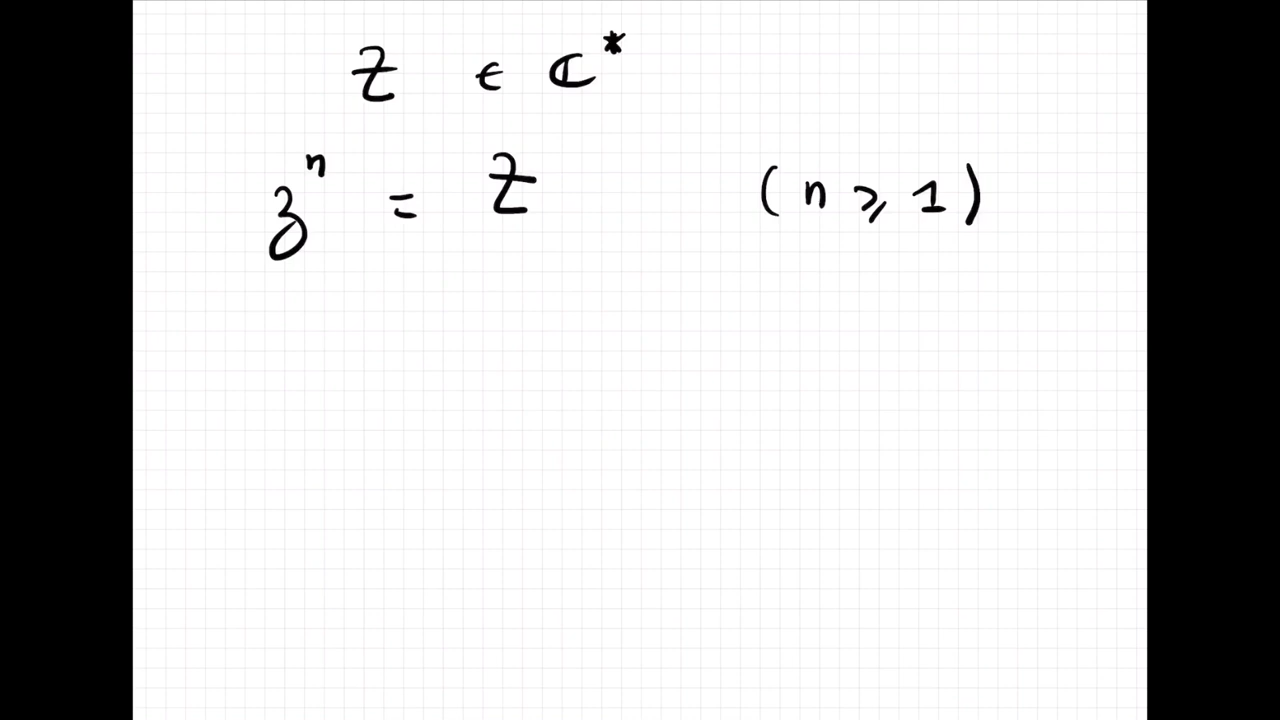 Z ∈ ℂ*
z^n = Z (n ⩾ 1)